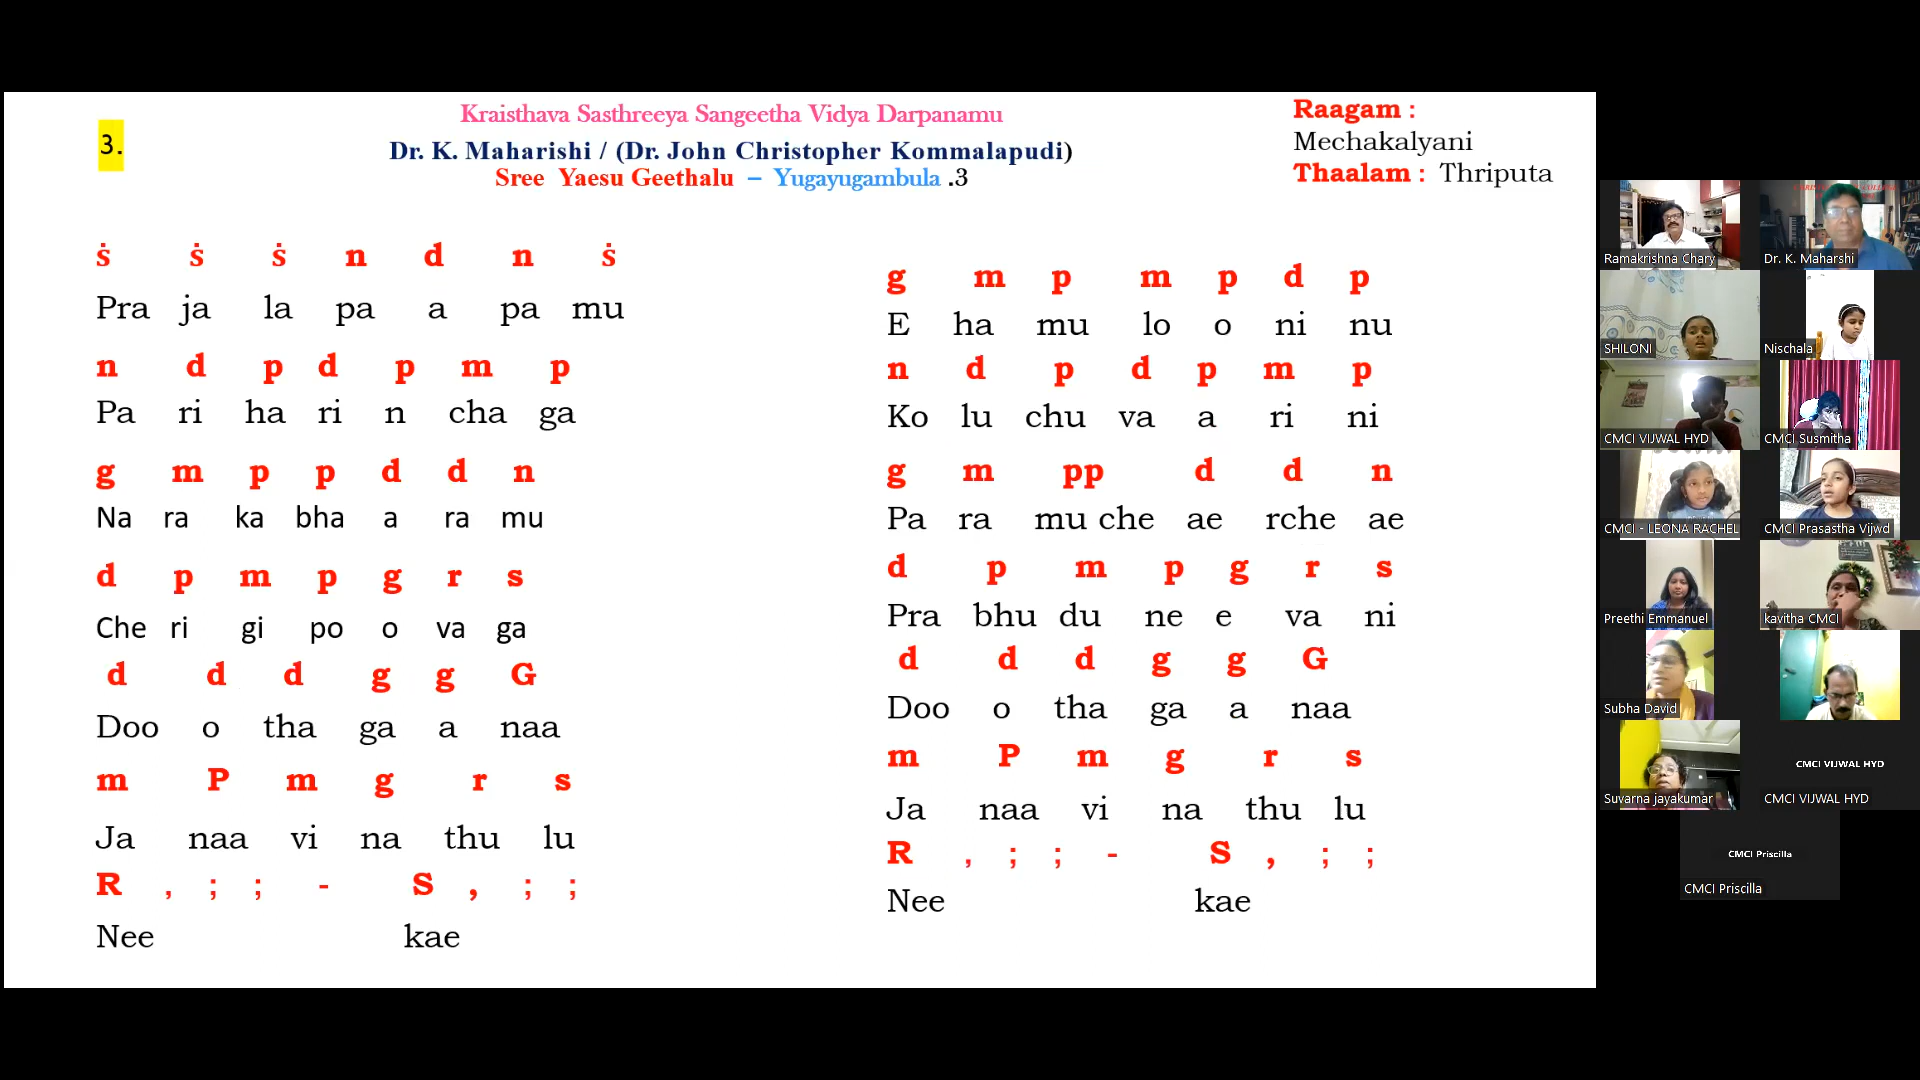 3.
Kraisthava Sasthreeya Sangeetha Vidya Darpanamu
Dr. K. Maharishi / (Dr. John Christopher Kommalapudi)
Sree Yaesu Geethalu – Yugayugambula .3
Raagam :
Mechakalyani
Thaalam : Thriputa
ṡ ṡ ṡ n d n ṡ
Pra ja la pa a pa mu
n d p d p m p
Pa ri ha ri n cha ga
g m p p d d n
Na ra ka bha a ra mu
d p m p g r s
Che ri gi po o va ga
d d d g g G
Doo o tha ga a naa
m P m g r s
Ja naa vi na thu lu
R , ; ; - S , ; ;
Nee kae
g m p m p d p
E ha mu lo o ni nu
n d p d p m p
Ko lu chu va a ri ni
g m pp d d n
Pa ra mu che ae rche ae
d p m p g r s
Pra bhu du ne e va ni
d d d g g G
Doo o tha ga a naa
m P m g r s
Ja naa vi na thu lu
R , ; ; - S , ; ;
Nee kae
Ramakrishna Chary
Dr. K. Maharshi
SHILONI
Nischala
CMCI VIJWAL HYD
CMCI Susmitha
CMCI - LEONA RACHEL
CMCI Prasastha Vijwd
Preethi Emmanuel
kavitha CMCI
Subha David
Suvarna jayakumar
CMCI VIJWAL HYD
CMCI VIJWAL HYD
CMCI Priscilla
CMCI Priscilla